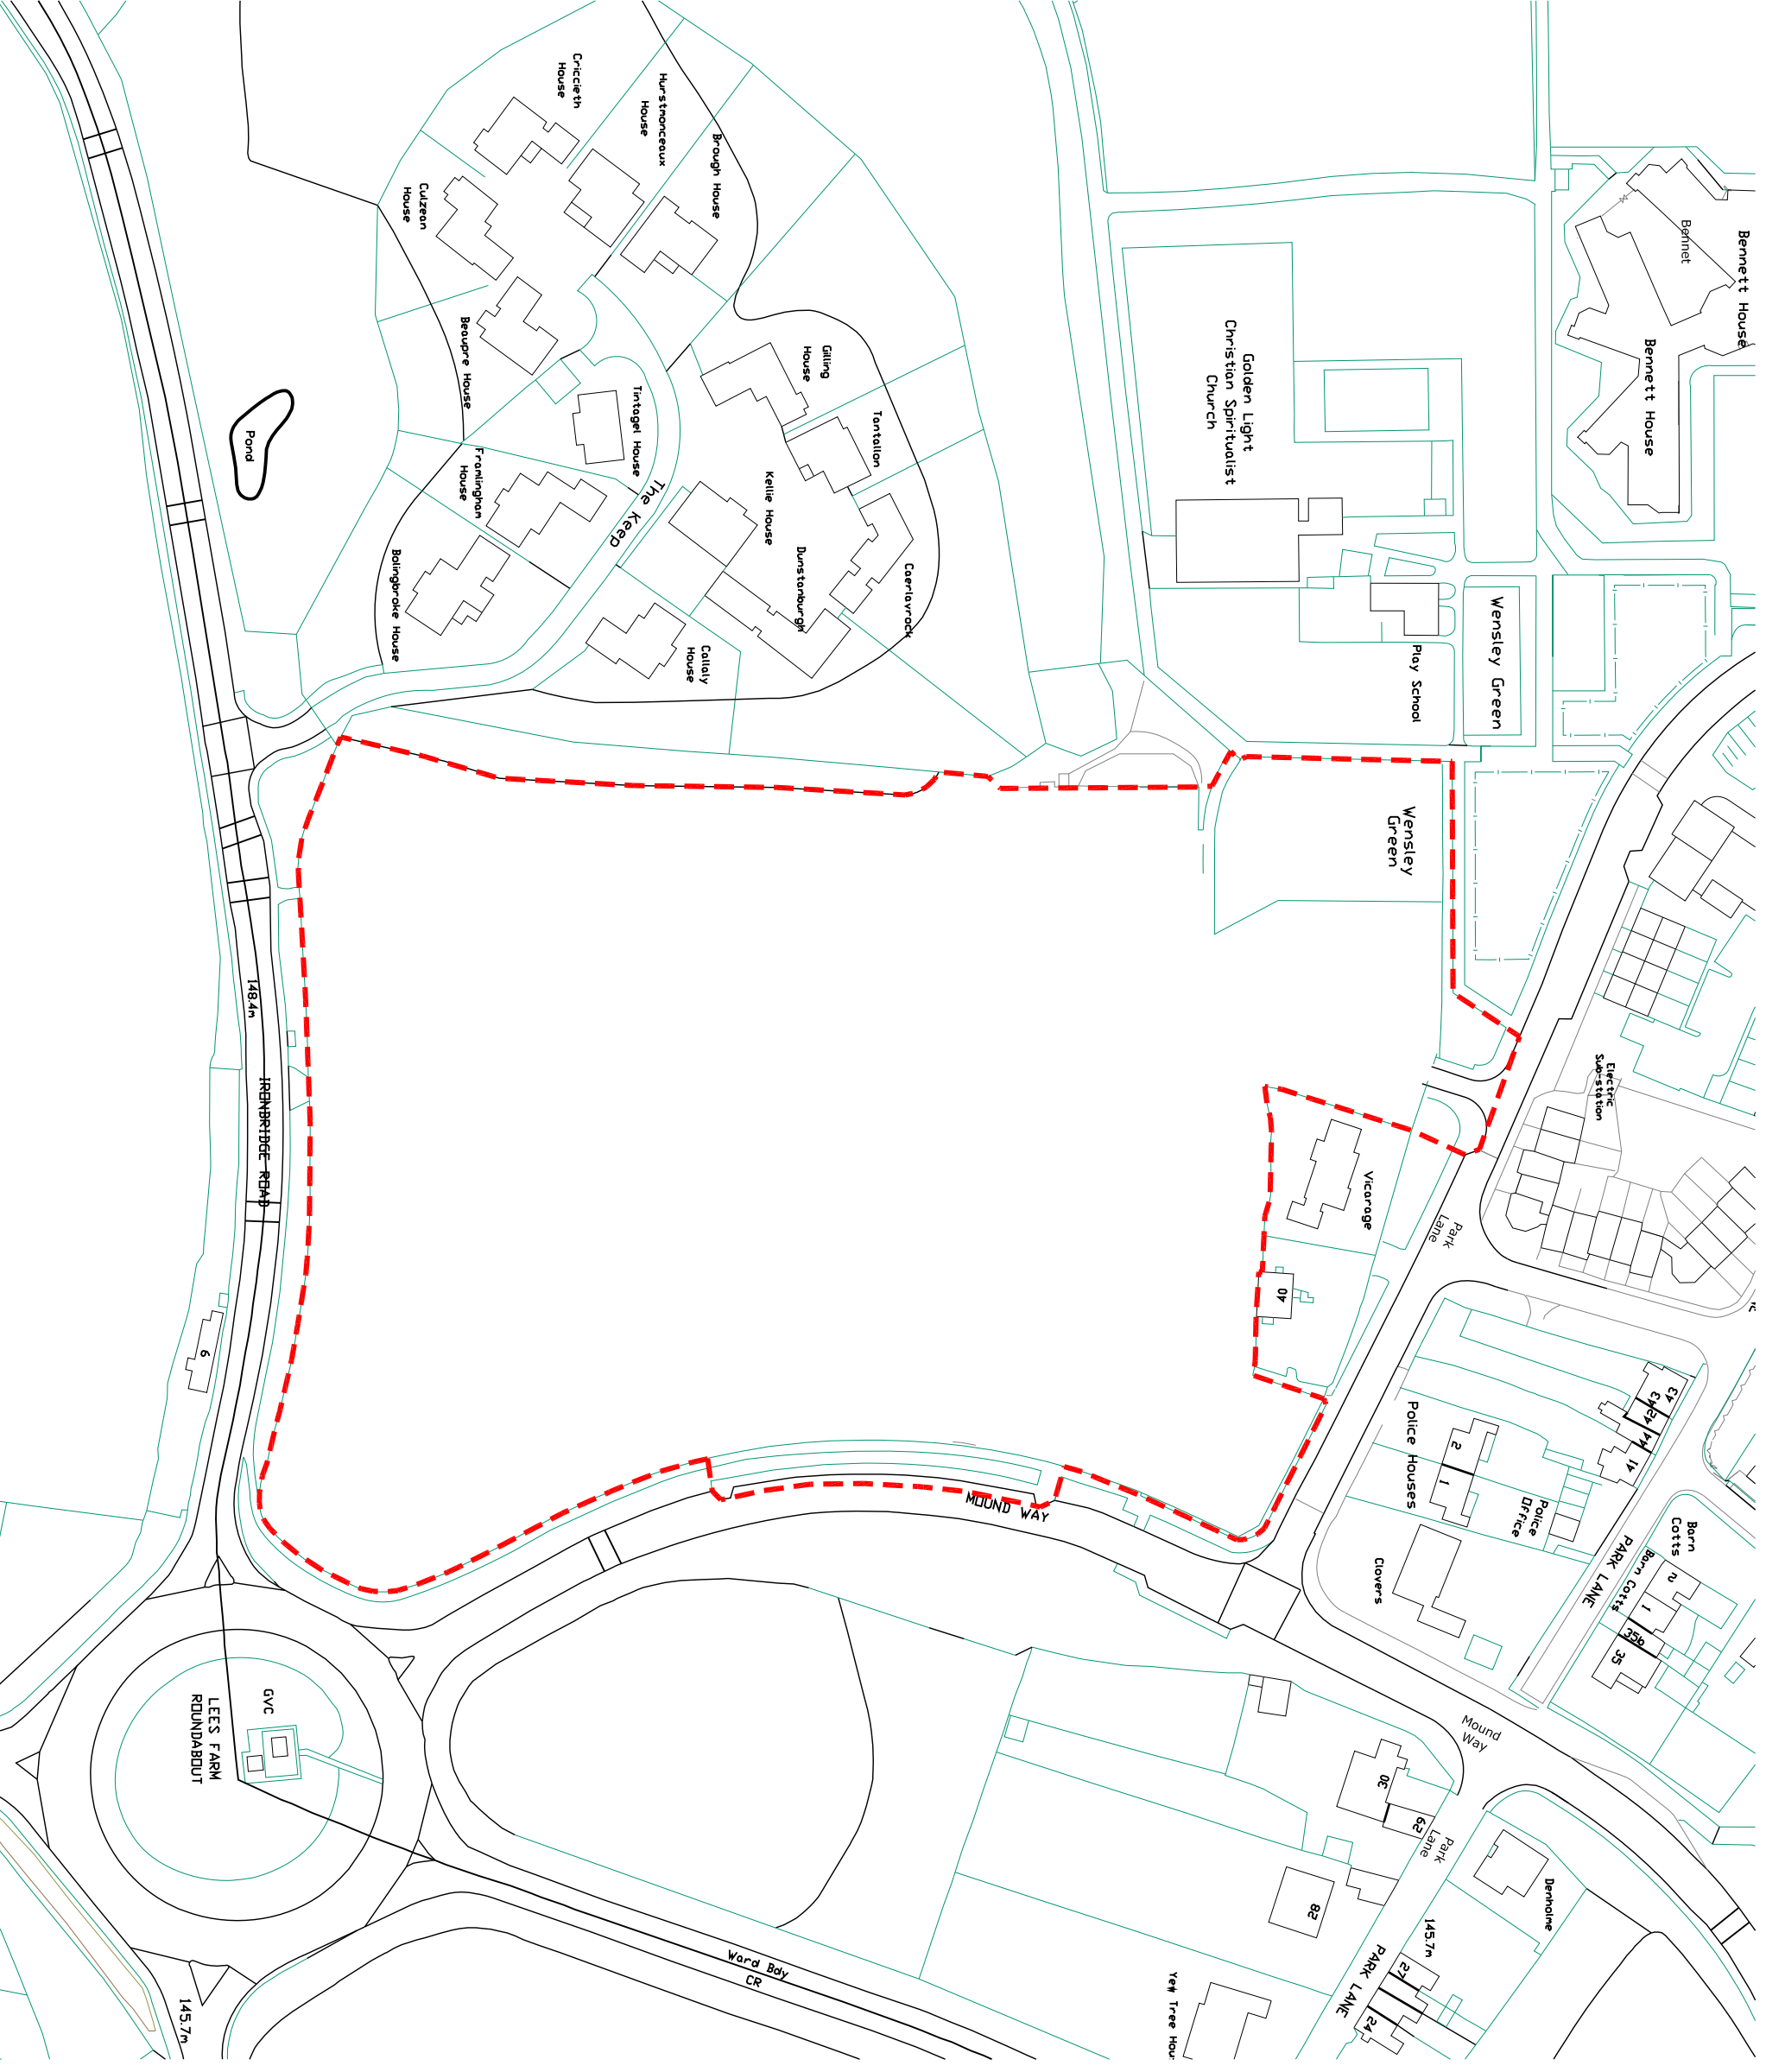 Criccieth
House
Hurstmonceaux
House
Brough House
Culzean
House
Beaupre House
Gilling
House
Tintagel House
Tantallon
Framlingham
House
Kellie House
The Keep
Bolingbroke House
Dunstanburgh
Caerlavrock
Callaly
House
Pond
Golden Light
Christian Spiritualist
Church
Bennet
Bennett House
Bennett House
Wensley Green
Play School
Wensley
Green
Electric
Sub-station
148.4m
IRONBRIDGE ROAD
Vicarage
Park
Lane
40
6
43
43
42
44
41
Police Houses
2
1
Police
Office
MOUND WAY
Clovers
PARK LANE
Barn
Cotts
Barn Cotts
2
1
35b
35
GVC
LEES FARM
ROUNDABOUT
Mound
Way
30
29
Park
Lane
28
Denholme
145.7m
27
PARK LANE
24
Ward Bdy
CR
145.7m